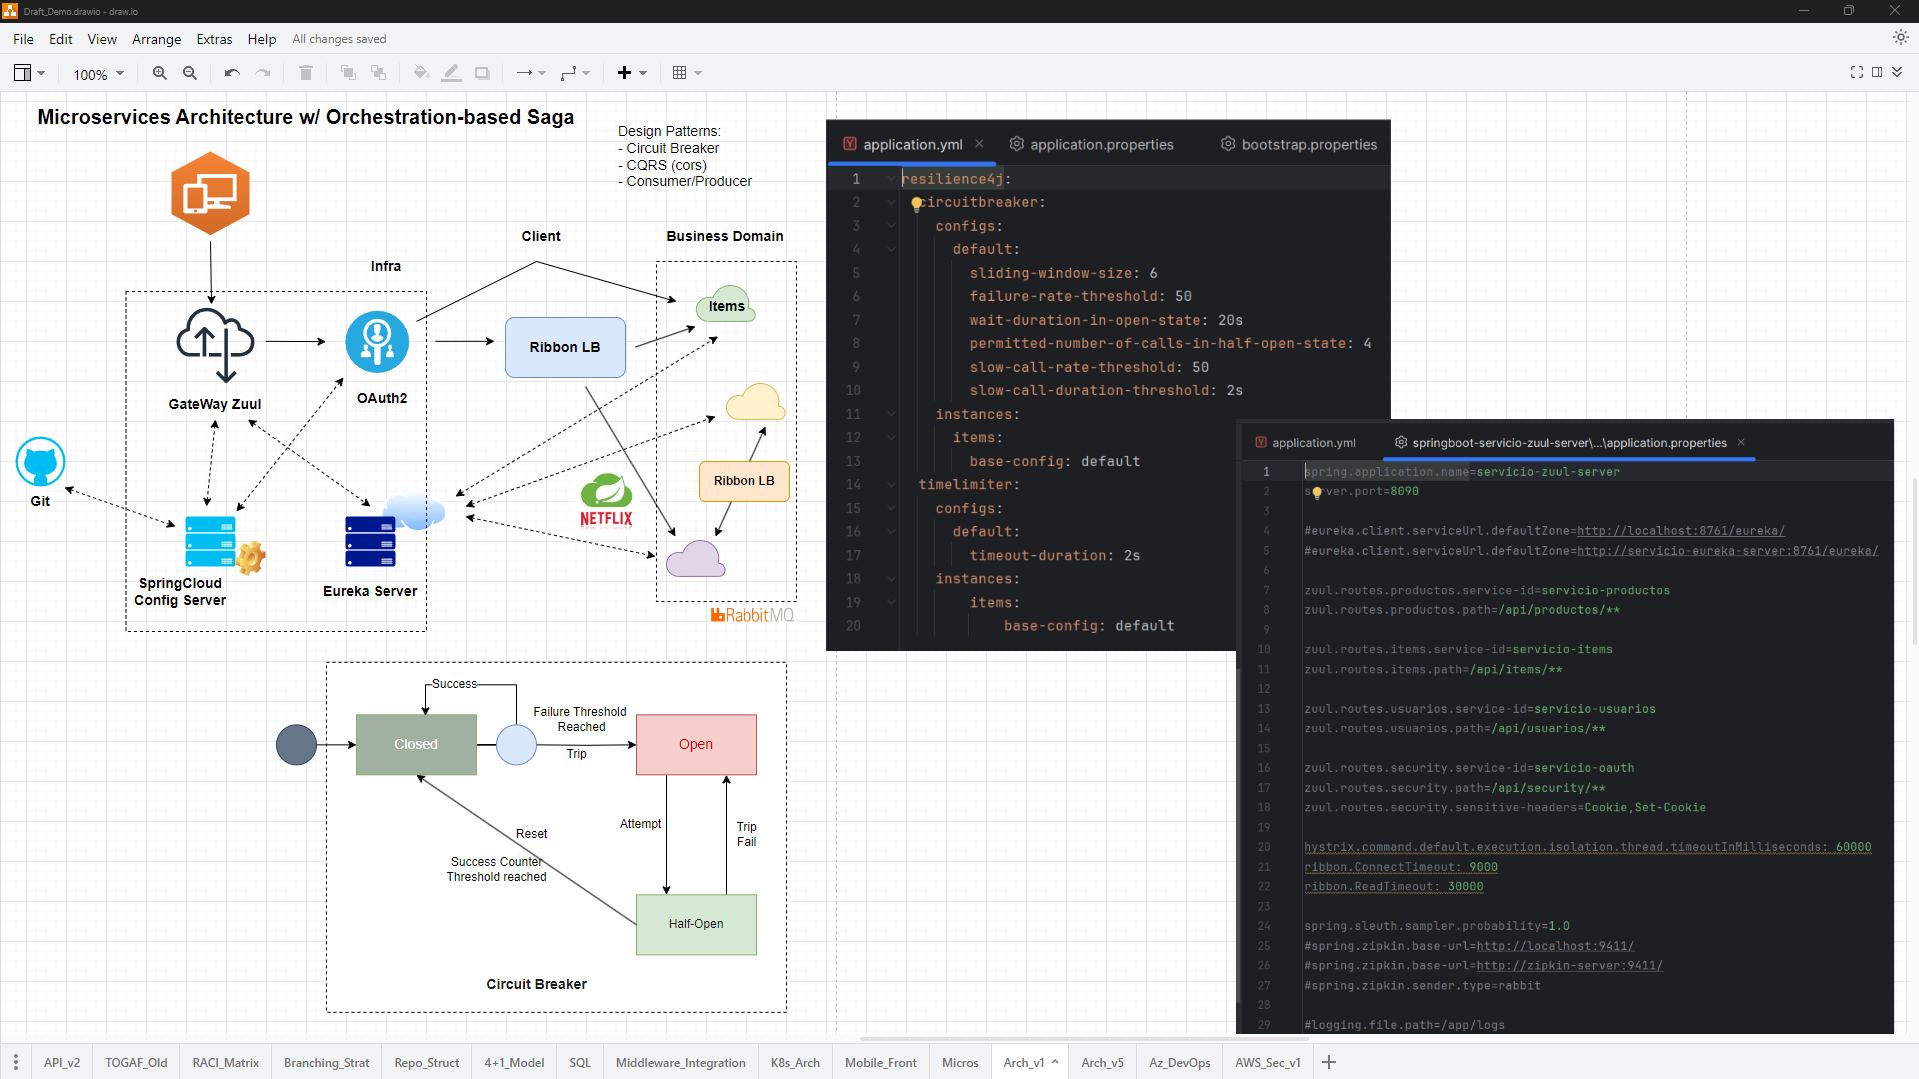 Draft_Demo.drawio - draw.io
File Edit View Arrange Extras Help All changes saved
100%
Microservices Architecture w/ Orchestration-based Saga
Design Patterns:
- Circuit Breaker
- CQRS (cors)
- Consumer/Producer
Client
Business Domain
Infra
Items
Ribbon LB
GateWay Zuul
OAuth2
Git
Ribbon LB
NETFLIX
SpringCloud
Config Server
Eureka Server
RabbitMQ
Success
Failure Threshold
Reached
Closed
Trip
Open
Attempt
Trip
Fail
Reset
Success Counter
Threshold reached
Half-Open
Circuit Breaker
application.yml application.properties bootstrap.properties
1 resilience4j:
2 circuitbreaker:
3 configs:
4 default:
5 sliding-window-size: 6
6 failure-rate-threshold: 50
7 wait-duration-in-open-state: 20s
8 permitted-number-of-calls-in-half-open-state: 4
9 slow-call-rate-threshold: 50
10 slow-call-duration-threshold: 2s
11 instances:
12 items:
13 base-config: default
14 timelimiter:
15 configs:
16 default:
17 timeout-duration: 2s
18 instances:
19 items:
20 base-config: default
application.yml springboot-servicio-zuul-server\...\application.properties
1 spring.application.name=servicio-zuul-server
2 server.port=8090
3
4 #eureka.client.serviceUrl.defaultZone=http://localhost:8761/eureka/
5 #eureka.client.serviceUrl.defaultZone=http://servicio-eureka-server:8761/eureka/
6
7 zuul.routes.productos.service-id=servicio-productos
8 zuul.routes.productos.path=/api/productos/**
9
10 zuul.routes.items.service-id=servicio-items
11 zuul.routes.items.path=/api/items/**
12
13 zuul.routes.usuarios.service-id=servicio-usuarios
14 zuul.routes.usuarios.path=/api/usuarios/**
15
16 zuul.routes.security.service-id=servicio-oauth
17 zuul.routes.security.path=/api/security/**
18 zuul.routes.security.sensitive-headers=Cookie,Set-Cookie
19
20 hystrix.command.default.execution.isolation.thread.timeoutInMilliseconds: 60000
21 ribbon.ConnectTimeout: 9000
22 ribbon.ReadTimeout: 30000
23
24 spring.sleuth.sampler.probability=1.0
25 #spring.zipkin.base-url=http://localhost:9411/
26 #spring.zipkin.base-url=http://zipkin-server:9411/
27 #spring.zipkin.sender.type=rabbit
28
29 #logging.file.path=/app/logs
API_v2 TOGAF_Old RACI_Matrix Branching_Strat Repo_Struct 4+1_Model SQL Middleware_Integration K8s_Arch Mobile_Front Micros Arch_v1 Arch_v5 Az_DevOps AWS_Sec_v1